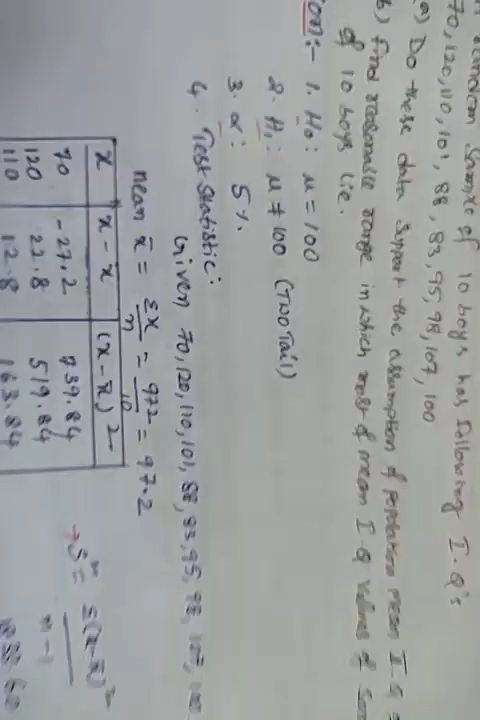 random sample of 10 boys has following I.Q's
70, 120, 110, 101, 88, 83, 95, 98, 107, 100
(a) Do these data support the assumption of population mean I.Q
b) find reasonable range in which most of mean I.Q values of
of 10 boys lie.
:- 1. H₀ : μ = 100
2. H₁ : μ ≠ 100 (Two Tail)
3. α : 5%
4. Test Statistic :
Given 70, 120, 110, 101, 88, 83, 95, 98, 107, 100
mean x̄ = Σx/n = 972/10 = 97.2
x | x - x̄ | (x - x̄)²
70 | -27.2 | 739.84
120 | 22.8 | 519.84
110 | 12.8 | 163.84
→ S² = Σ(x - x̄)²
n - 1